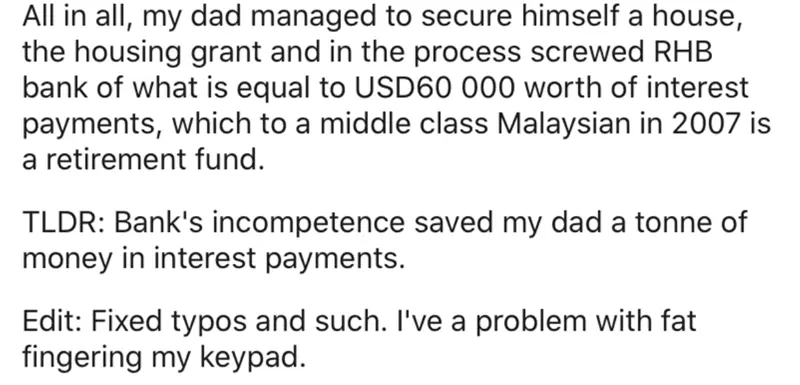 All in all, my dad managed to secure himself a house,
the housing grant and in the process screwed RHB
bank of what is equal to USD60 000 worth of interest
payments, which to a middle class Malaysian in 2007 is
a retirement fund.
TLDR: Bank's incompetence saved my dad a tonne of
money in interest payments.
Edit: Fixed typos and such. I've a problem with fat
fingering my keypad.